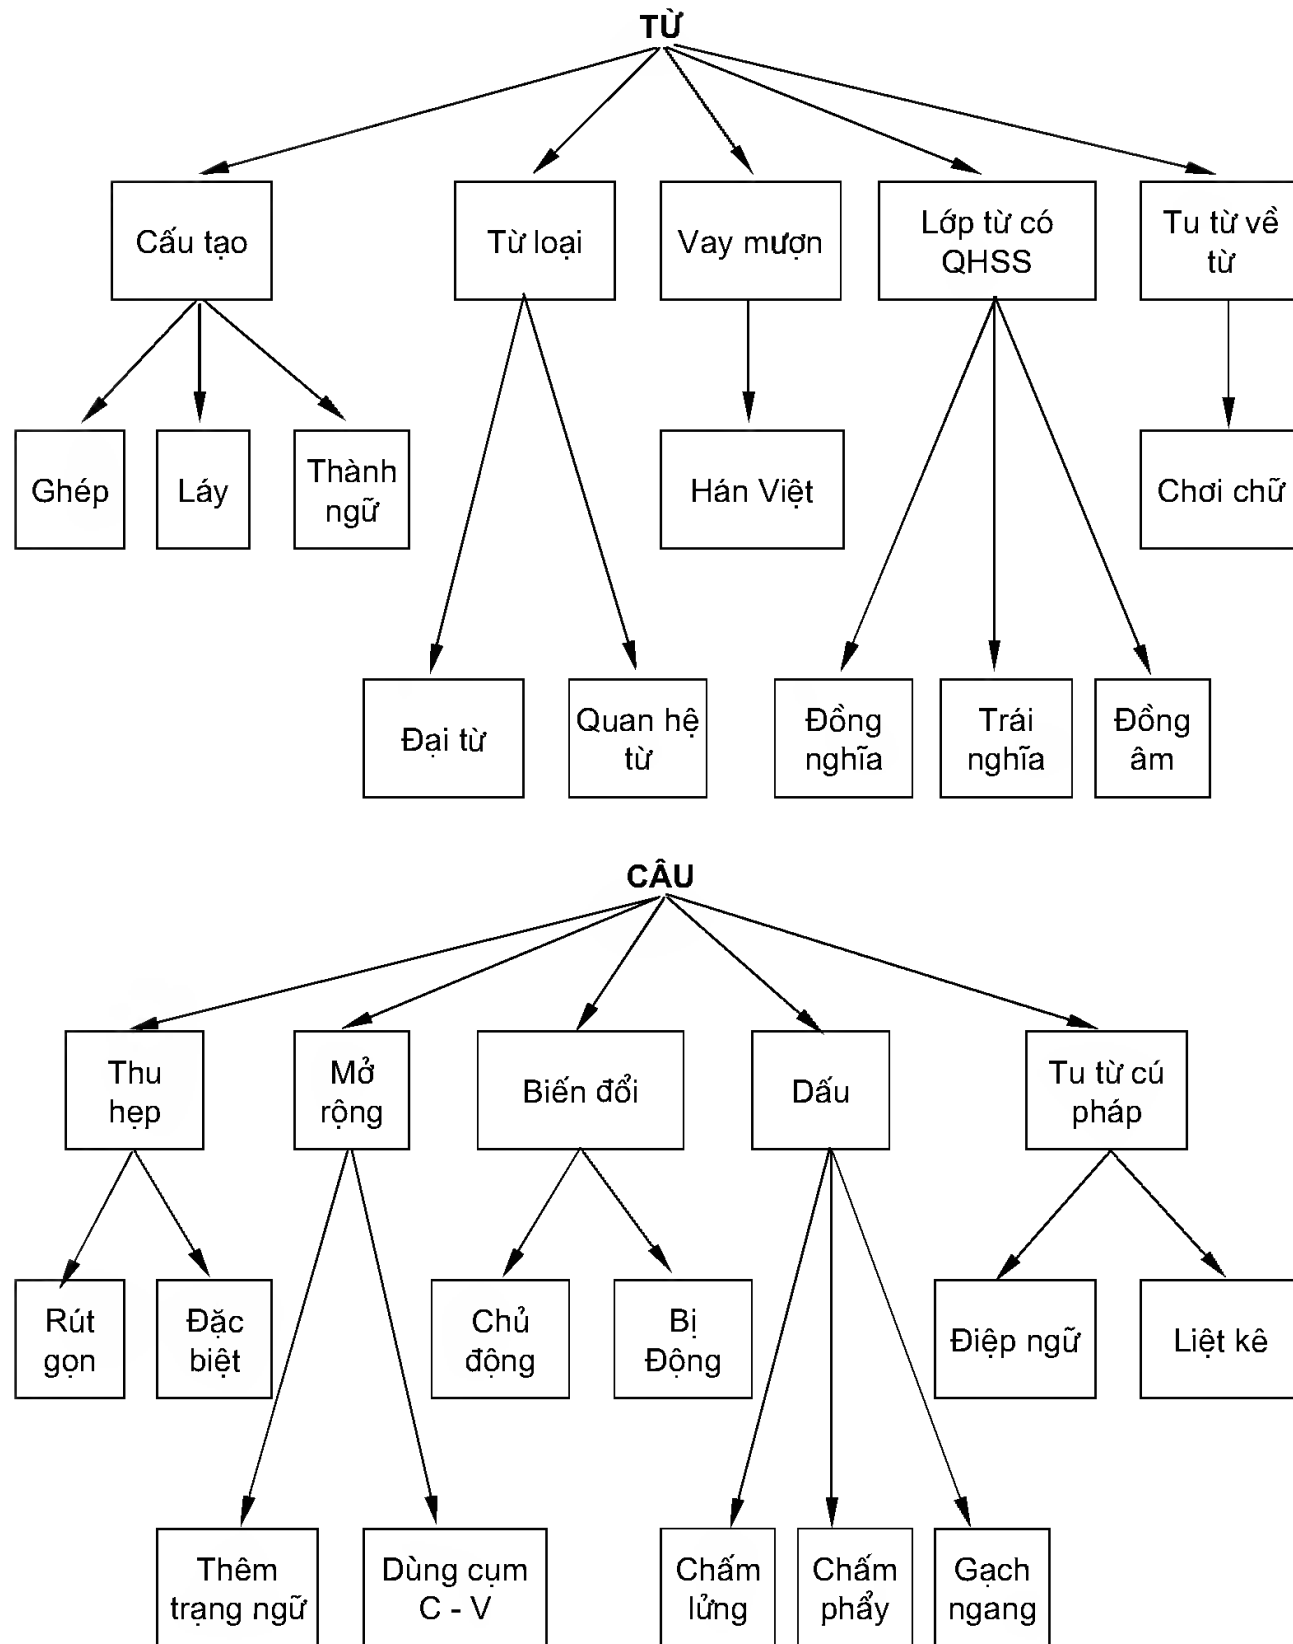 TỪ
Cấu tạo
Từ loại
Vay mượn
Lớp từ có
QHSS
Tu từ về
từ
Ghép
Láy
Thành
ngữ
Hán Việt
Chơi chữ
Đại từ
Quan hệ
từ
Đồng
nghĩa
Trái
nghĩa
Đồng
âm
CÂU
Thu
hẹp
Mở
rộng
Biến đổi
Dấu
Tu từ cú
pháp
Rút
gọn
Đặc
biệt
Chủ
động
Bị
Động
Điệp ngữ
Liệt kê
Thêm
trạng ngữ
Dùng cụm
C - V
Chấm
lửng
Chấm
phẩy
Gạch
ngang